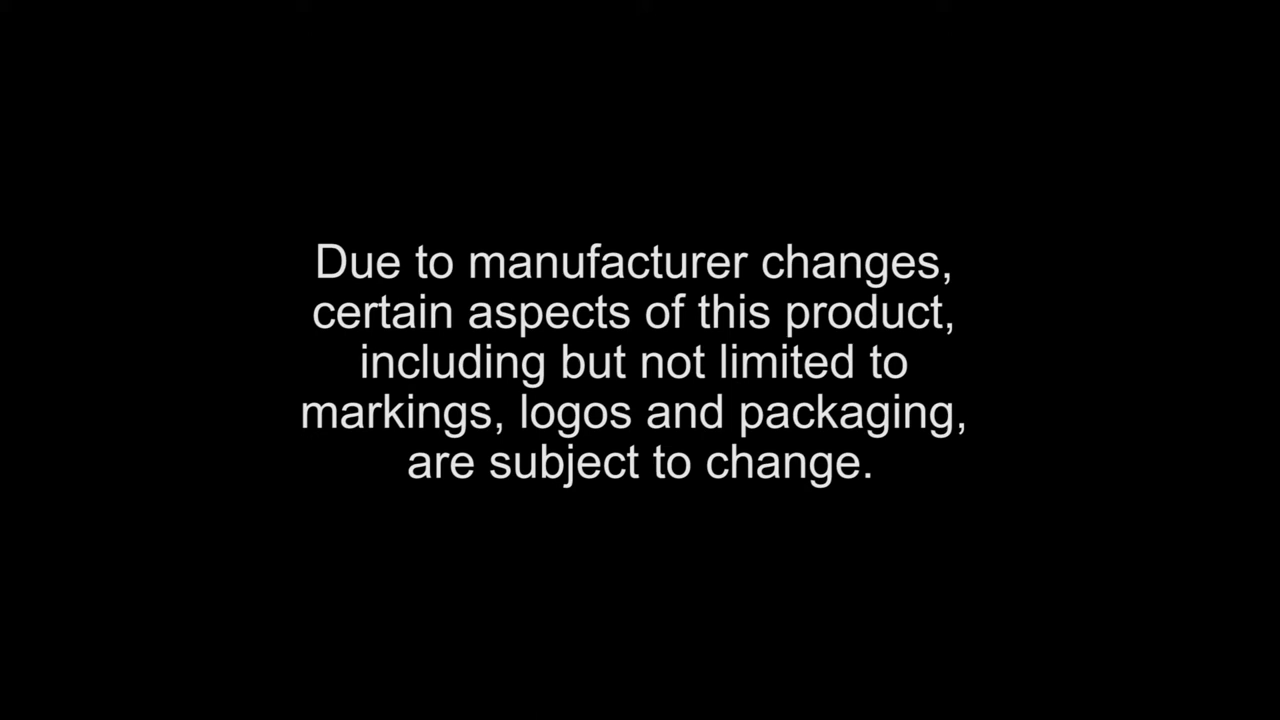 Due to manufacturer changes,
certain aspects of this product,
including but not limited to
markings, logos and packaging,
are subject to change.